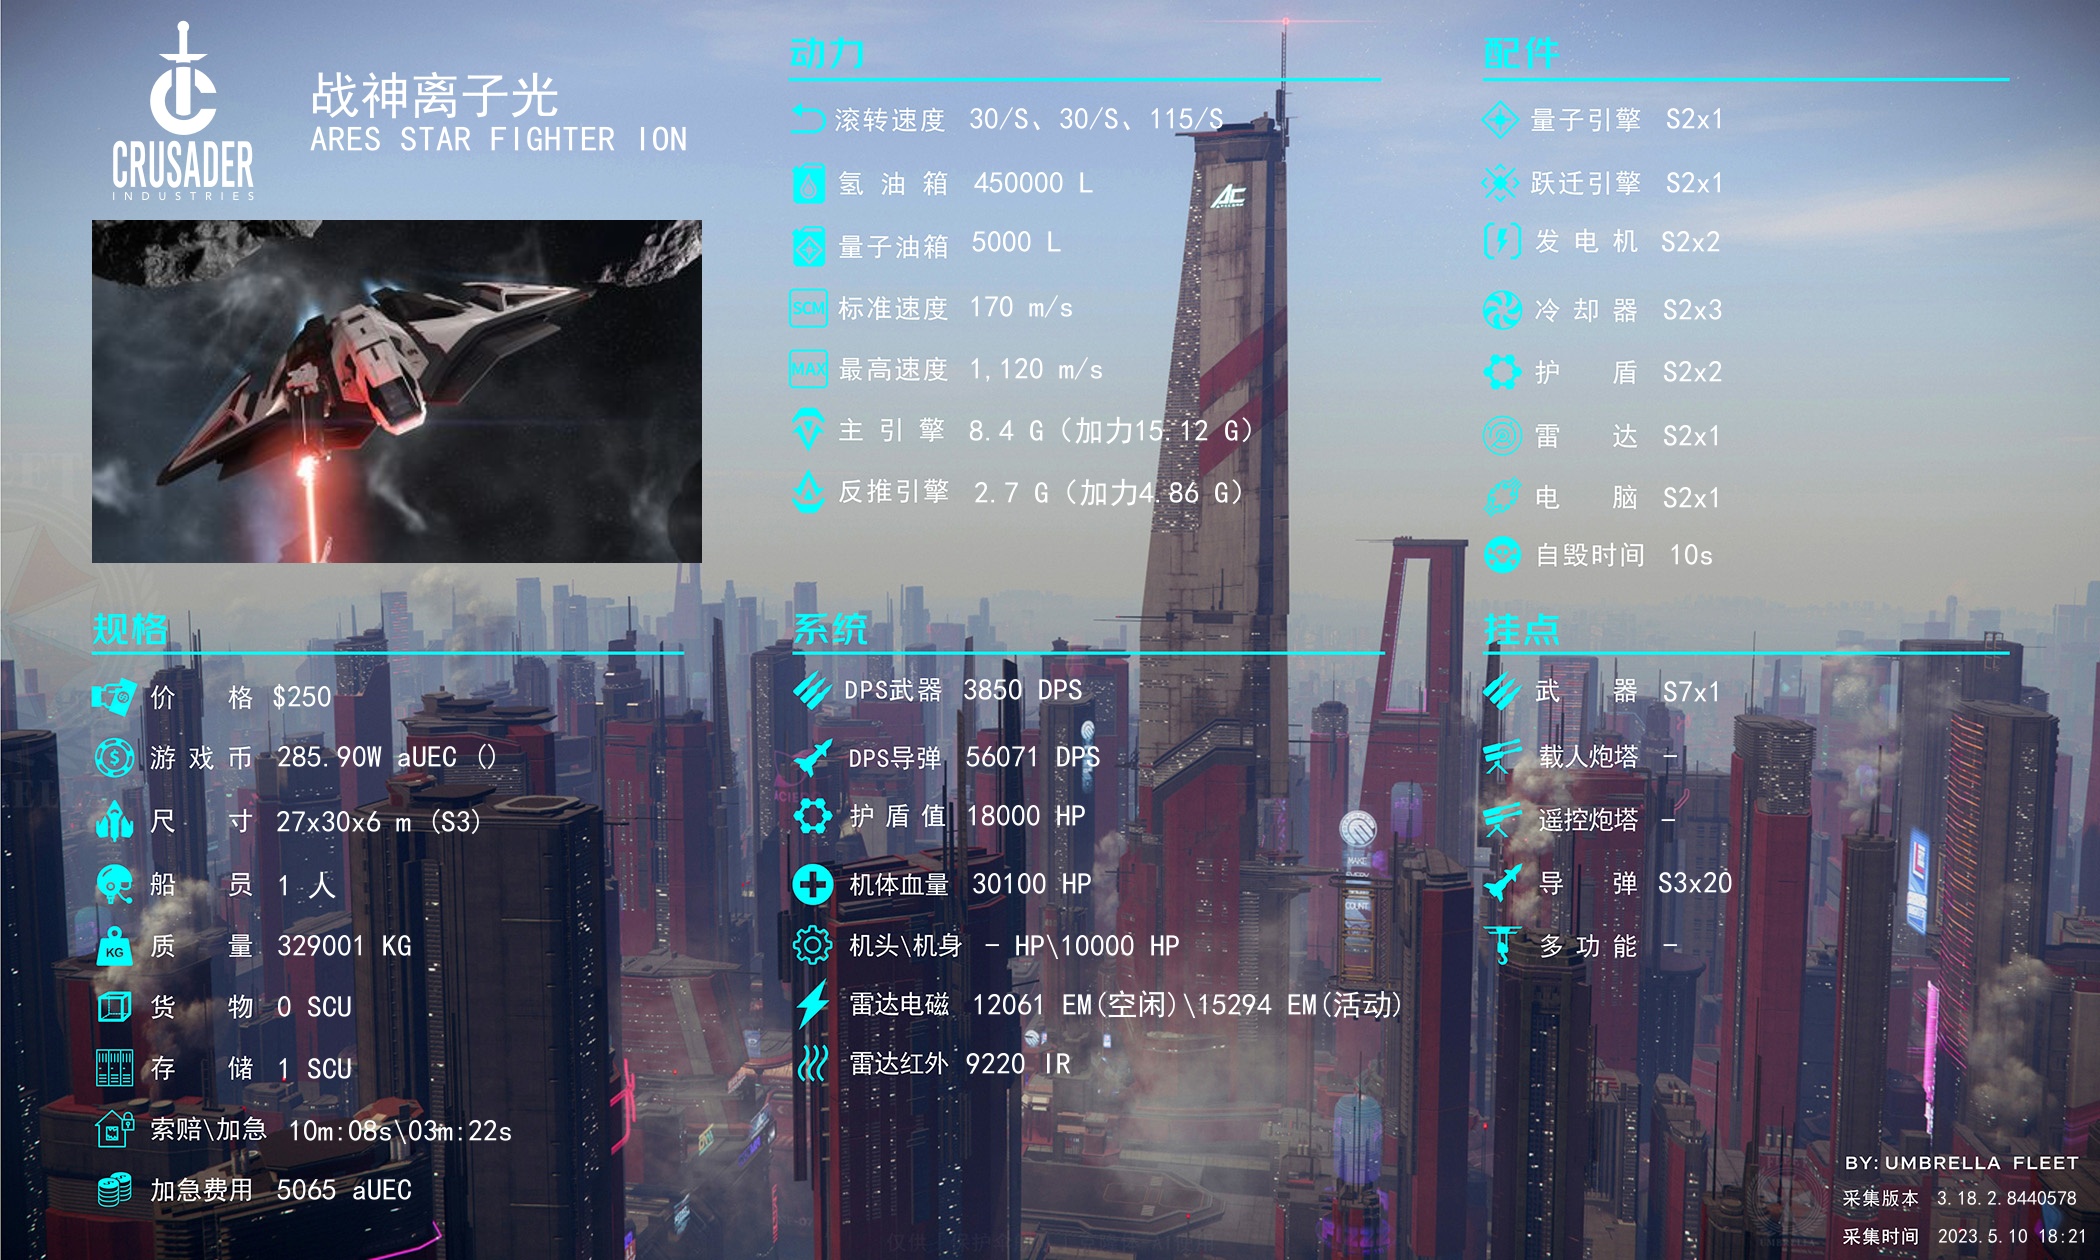 CRUSADER
INDUSTRIES
战神离子光
ARES STAR FIGHTER ION
动力
滚转速度 30/S、30/S、115/S
氢油箱 450000 L
量子油箱 5000 L
SCM 标准速度 170 m/s
MAX 最高速度 1,120 m/s
主引擎 8.4 G（加力15.12 G）
反推引擎 2.7 G（加力4.86 G）
配件
量子引擎 S2x1
跃迁引擎 S2x1
发电机 S2x2
冷却器 S2x3
护盾 S2x2
雷达 S2x1
电脑 S2x1
自毁时间 10s
规格
价格 $250
游戏币 285.90W aUEC ()
尺寸 27x30x6 m (S3)
船员 1 人
KG 质量 329001 KG
货物 0 SCU
存储 1 SCU
索赔\加急 10m:08s\03m:22s
加急费用 5065 aUEC
系统
DPS武器 3850 DPS
DPS导弹 56071 DPS
护盾值 18000 HP
机体血量 30100 HP
机头\机身 - HP\10000 HP
雷达电磁 12061 EM(空闲)\15294 EM(活动)
雷达红外 9220 IR
挂点
武器 S7x1
载人炮塔 -
遥控炮塔 -
导弹 S3x20
多功能 -
AC
MAKE
EVERY
COUNT
BY: UMBRELLA FLEET
采集版本 3.18.2.8440578
采集时间 2023.5.10 18:21